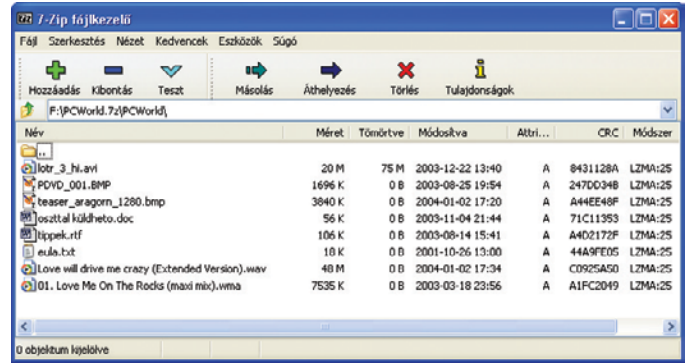 7-Zip fájlkezelő
Fájl Szerkesztés Nézet Kedvencek Eszközök Súgó
Hozzáadás Kibontás Teszt Másolás Áthelyezés Törlés Tulajdonságok
F:\PCWorld.7z\PCWorld\
Név Méret Tömörtve Módosítva Attri... CRC Módszer
..
lotr_3_hi.avi 20 M 75 M 2003-12-22 13:40 A 8431128A LZMA:25
PDVD_001.BMP 1696 K 0 B 2003-08-25 19:54 A 247DD34B LZMA:25
teaser_aragorn_1280.bmp 3840 K 0 B 2004-01-02 17:20 A A44EE48F LZMA:25
oszttal küldheto.doc 56 K 0 B 2003-11-04 21:44 A 71C11353 LZMA:25
tippek.rtf 106 K 0 B 2003-08-14 15:41 A A4D2172F LZMA:25
eula.txt 18 K 0 B 2001-10-26 13:00 A 44A9FE05 LZMA:25
Love will drive me crazy (Extended Version).wav 48 M 0 B 2004-01-02 17:34 A C0925A50 LZMA:25
01. Love Me On The Rocks (maxi mix).wma 7535 K 0 B 2003-03-18 23:56 A A1FC2049 LZMA:25
0 objektum kijelölve